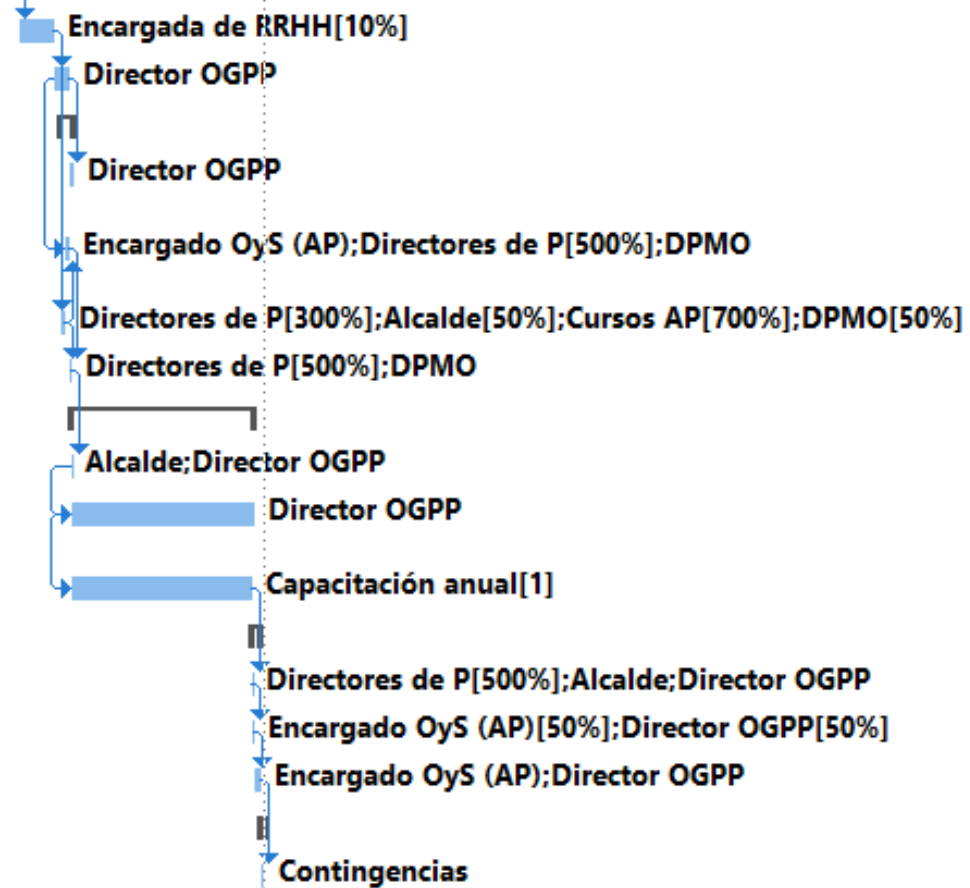 Encargada de RRHH[10%]
Director OGPP
Director OGPP
Encargado OyS (AP);Directores de P[500%];DPMO
Directores de P[300%];Alcalde[50%];Cursos AP[700%];DPMO[50%]
Directores de P[500%];DPMO
Alcalde;Director OGPP
Director OGPP
Capacitación anual[1]
Directores de P[500%];Alcalde;Director OGPP
Encargado OyS (AP)[50%];Director OGPP[50%]
Encargado OyS (AP);Director OGPP
Contingencias